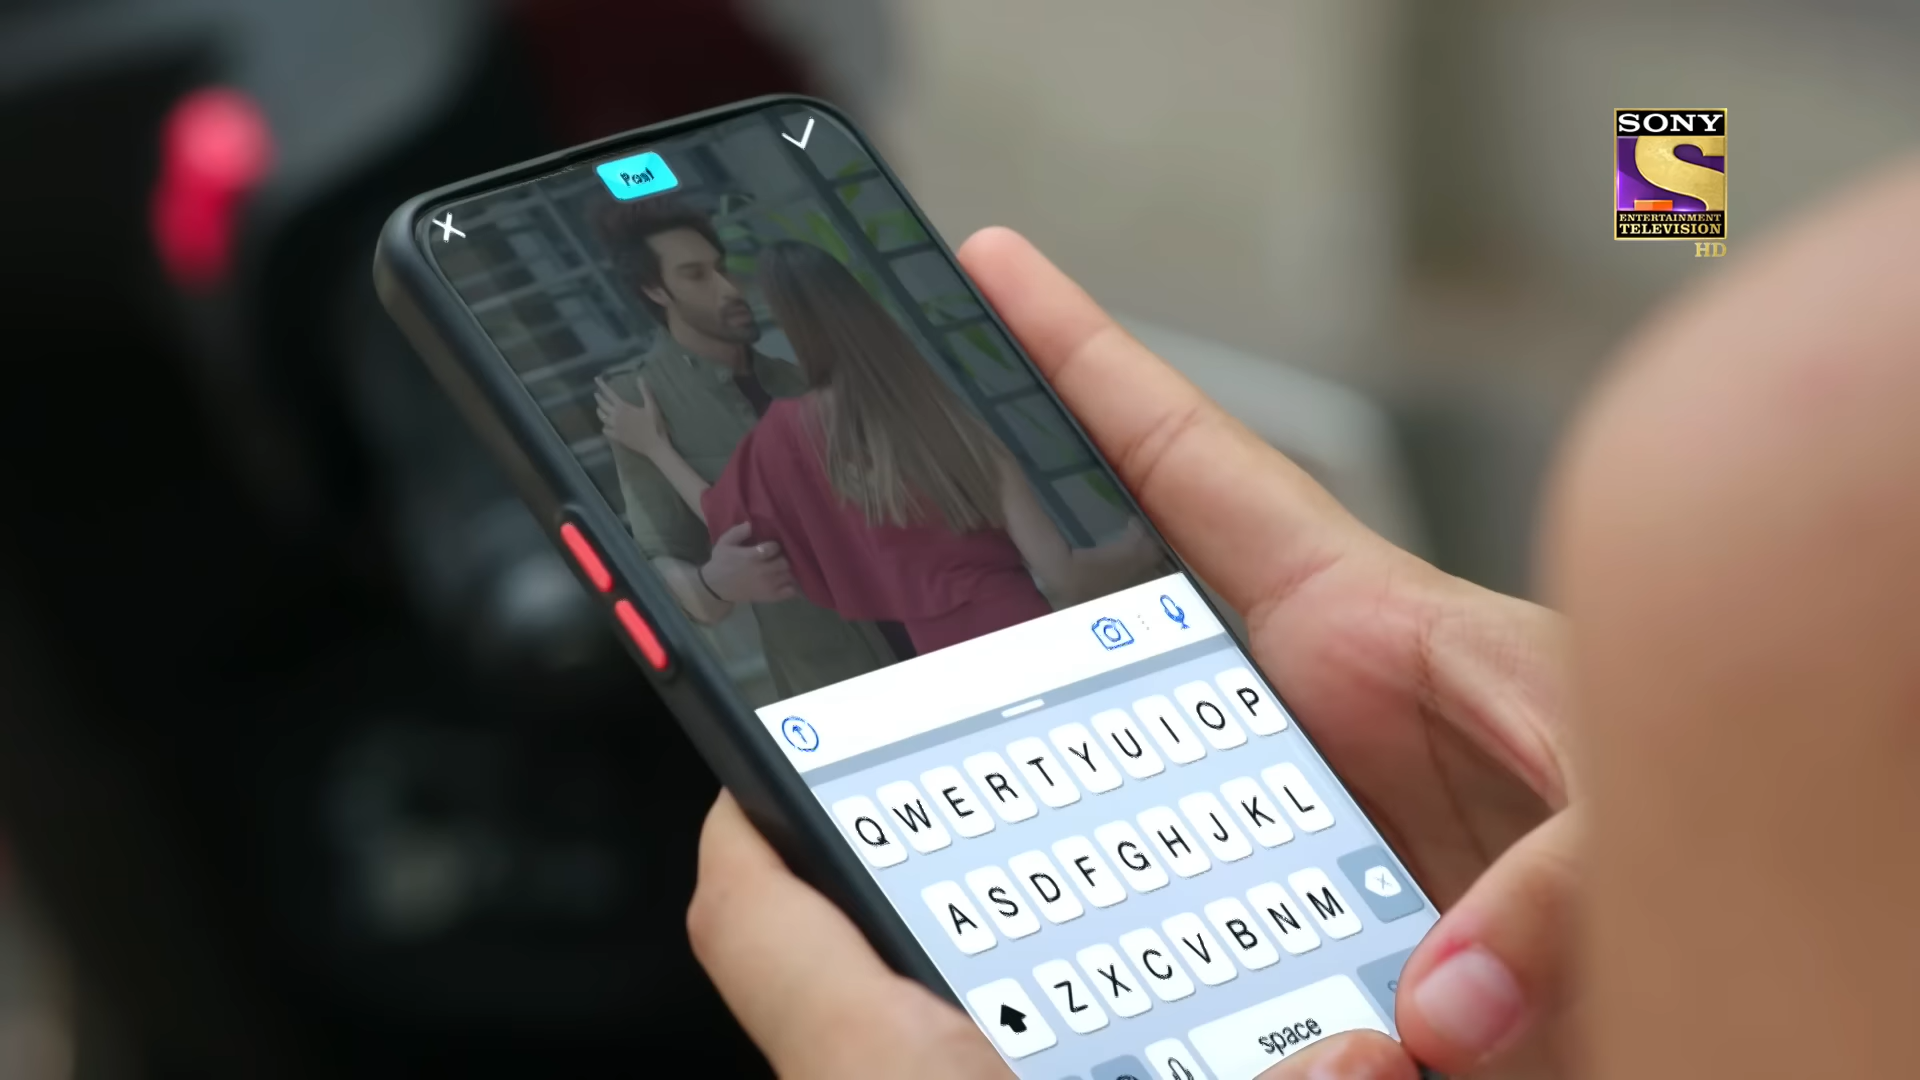 SONY
ENTERTAINMENT
TELEVISION
HD
Post
Q W E R T Y U I O P
A S D F G H J K L
Z X C V B N M
space